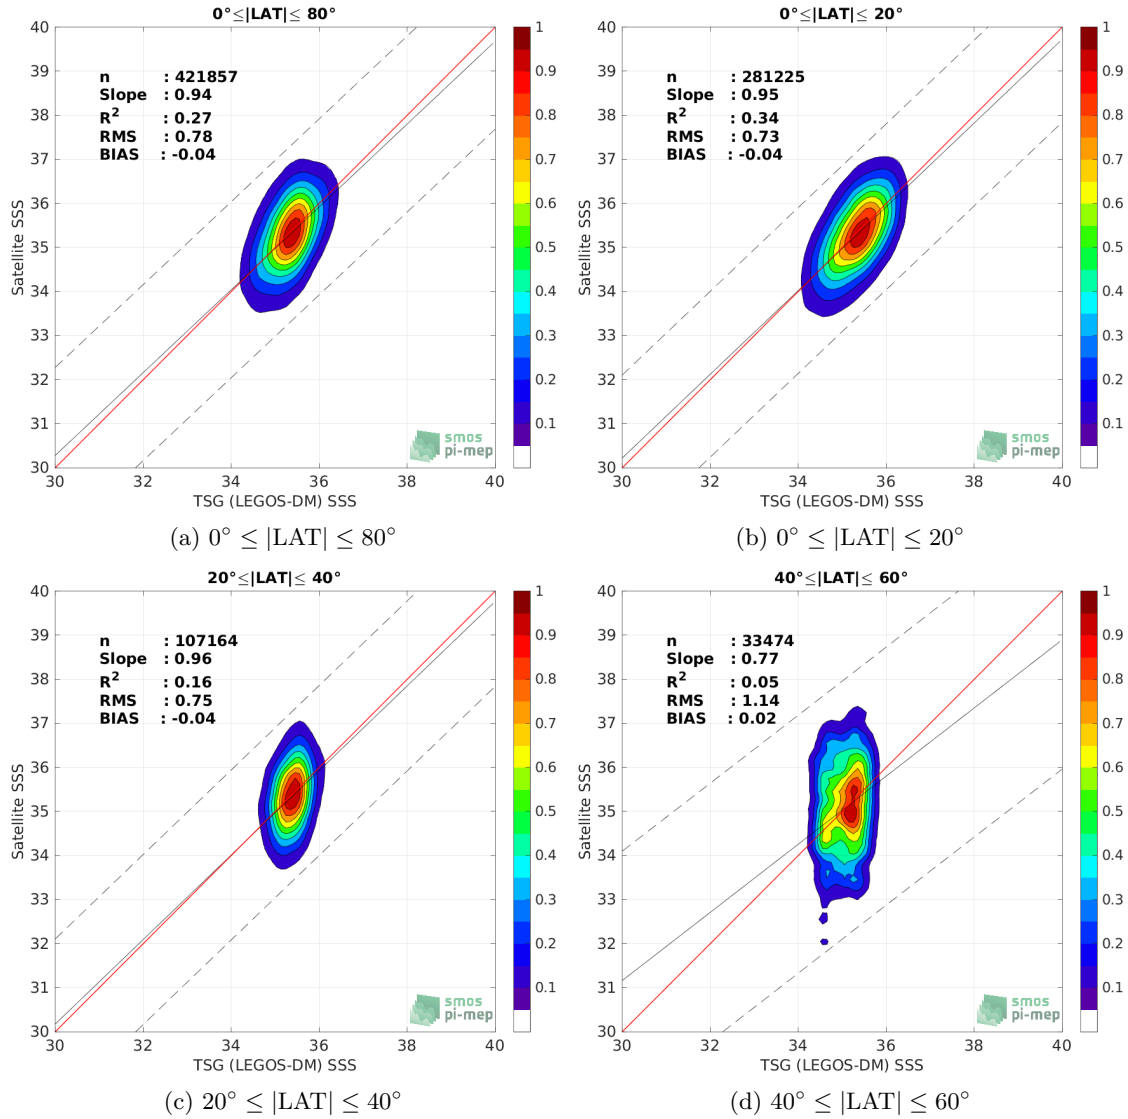 0°≤|LAT|≤ 80°
n : 421857
Slope : 0.94
R² : 0.27
RMS : 0.78
BIAS : -0.04
40
39
38
37
36
35
34
33
32
31
30
30 32 34 36 38 40
Satellite SSS
TSG (LEGOS-DM) SSS
1
0.9
0.8
0.7
0.6
0.5
0.4
0.3
0.2
0.1
smos
pi-mep
(a) 0° ≤ |LAT| ≤ 80°
0°≤|LAT|≤ 20°
n : 281225
Slope : 0.95
R² : 0.34
RMS : 0.73
BIAS : -0.04
40
39
38
37
36
35
34
33
32
31
30
30 32 34 36 38 40
Satellite SSS
TSG (LEGOS-DM) SSS
1
0.9
0.8
0.7
0.6
0.5
0.4
0.3
0.2
0.1
smos
pi-mep
(b) 0° ≤ |LAT| ≤ 20°
20°≤|LAT|≤ 40°
n : 107164
Slope : 0.96
R² : 0.16
RMS : 0.75
BIAS : -0.04
40
39
38
37
36
35
34
33
32
31
30
30 32 34 36 38 40
Satellite SSS
TSG (LEGOS-DM) SSS
1
0.9
0.8
0.7
0.6
0.5
0.4
0.3
0.2
0.1
smos
pi-mep
(c) 20° ≤ |LAT| ≤ 40°
40°≤|LAT|≤ 60°
n : 33474
Slope : 0.77
R² : 0.05
RMS : 1.14
BIAS : 0.02
40
39
38
37
36
35
34
33
32
31
30
30 32 34 36 38 40
Satellite SSS
TSG (LEGOS-DM) SSS
1
0.9
0.8
0.7
0.6
0.5
0.4
0.3
0.2
0.1
smos
pi-mep
(d) 40° ≤ |LAT| ≤ 60°